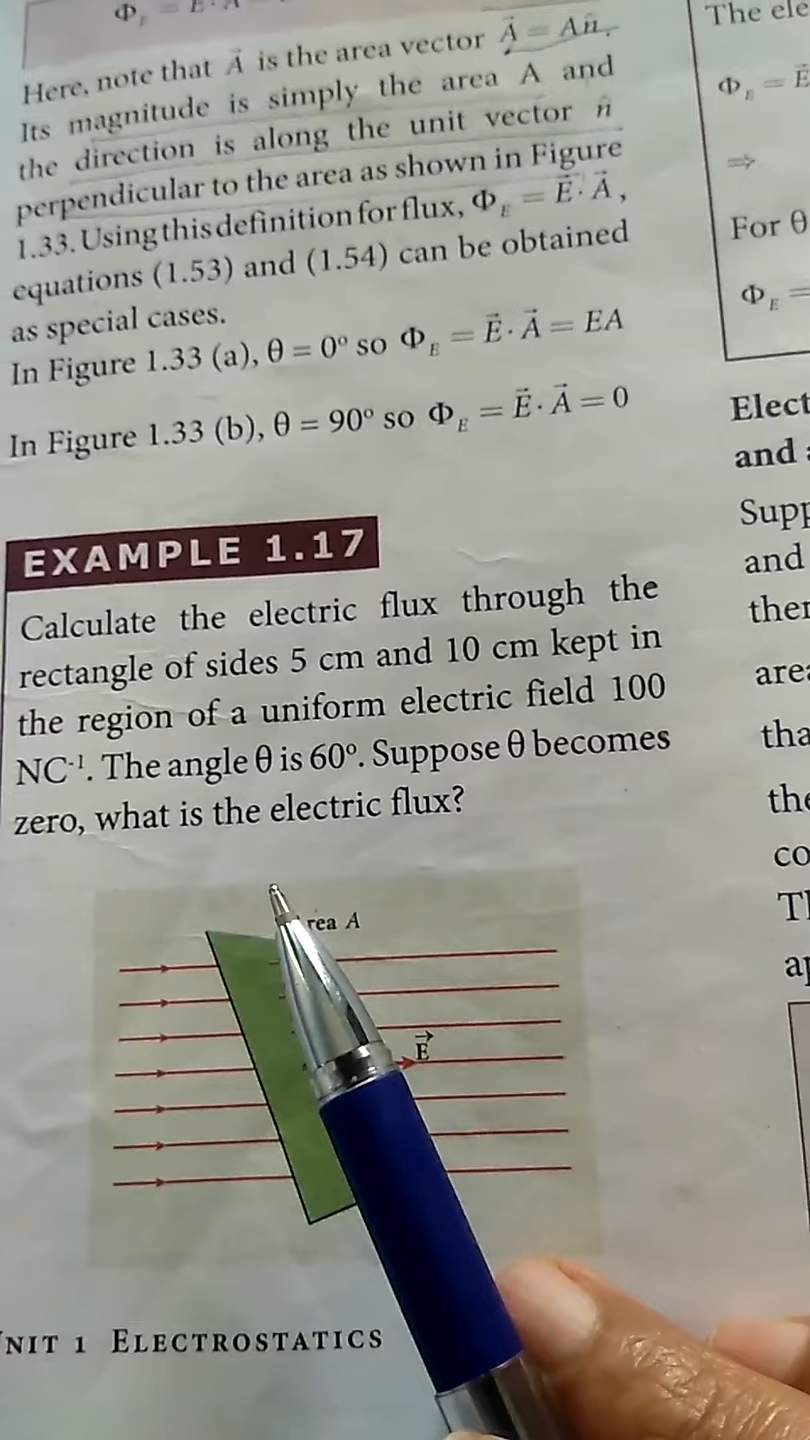 Φ_E = E · A
Here, note that A⃗ is the area vector A⃗ = An̂.
Its magnitude is simply the area A and
the direction is along the unit vector n̂
perpendicular to the area as shown in Figure
1.33. Using this definition for flux, Φ_E = E⃗ · A⃗,
equations (1.53) and (1.54) can be obtained
as special cases.
In Figure 1.33 (a), θ = 0º so Φ_E = E⃗ · A⃗ = EA
In Figure 1.33 (b), θ = 90º so Φ_E = E⃗ · A⃗ = 0
EXAMPLE 1.17
Calculate the electric flux through the
rectangle of sides 5 cm and 10 cm kept in
the region of a uniform electric field 100
NC⁻¹. The angle θ is 60º. Suppose θ becomes
zero, what is the electric flux?
rea A
E⃗
NIT 1 ELECTROSTATICS
The ele
Φ_E = E⃗
⇒
For θ
Φ_E =
Elect
and
Supp
and
ther
area
tha
the
co
Th
ap